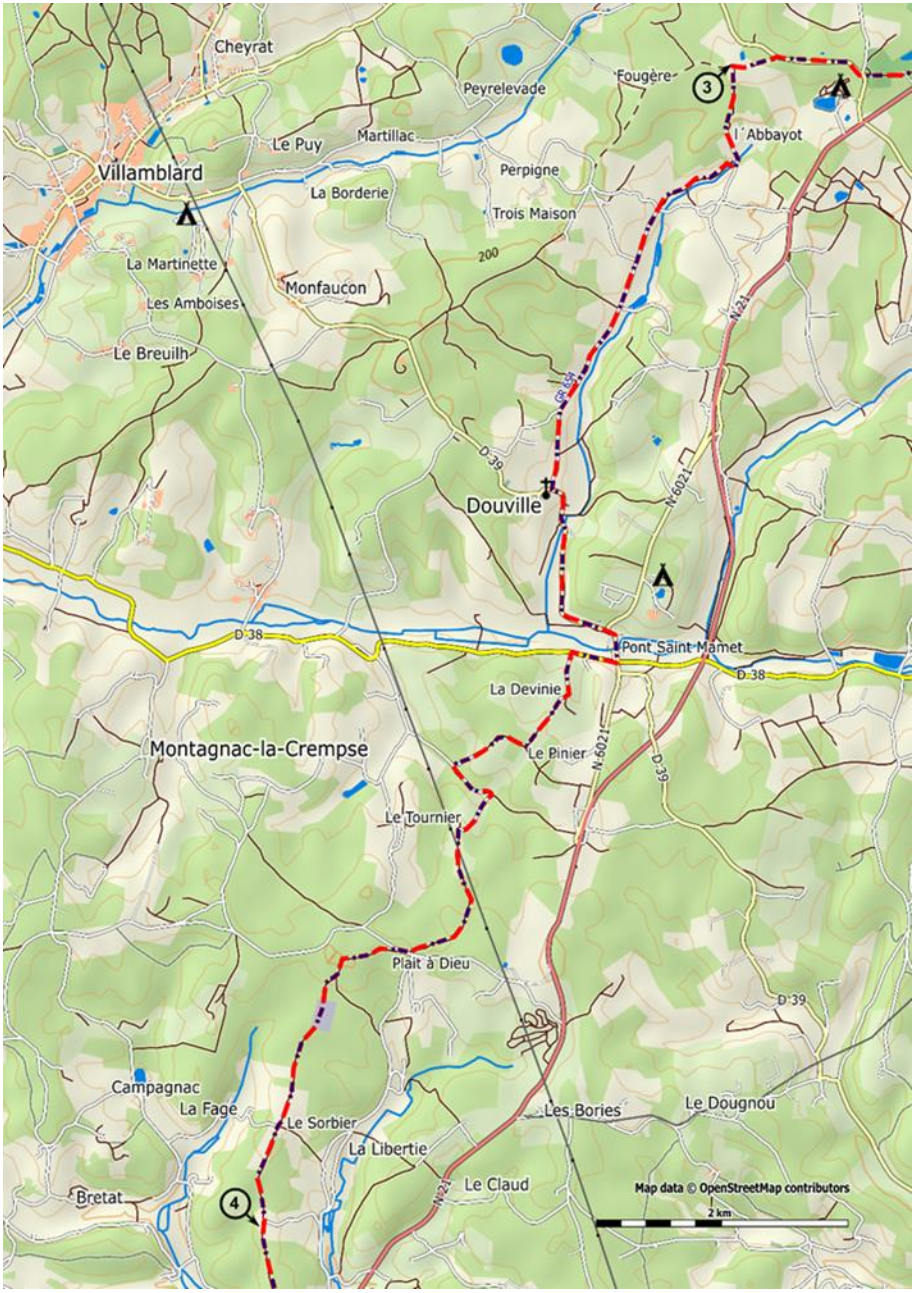 Cheyrat
Peyrelevade
Fougère
3
Martillac
Le Puy
l´Abbayot
Villamblard
Perpigne
La Borderie
Trois Maison
200
La Martinette
Monfaucon
Les Amboises
N 21
Le Breuilh
GR 654
D 39
N 6021
Douville
D 38
Pont Saint Mamet
D 38
La Devinie
Montagnac-la-Crempse
Le Pinier
N 6021
D 39
Le Tournier
Plait à Dieu
D 39
Campagnac
La Fage
Le Dougnou
Les Bories
Le Sorbier
La Libertie
Le Claud
Map data © OpenStreetMap contributors
Bretat
N 21
4
2 km